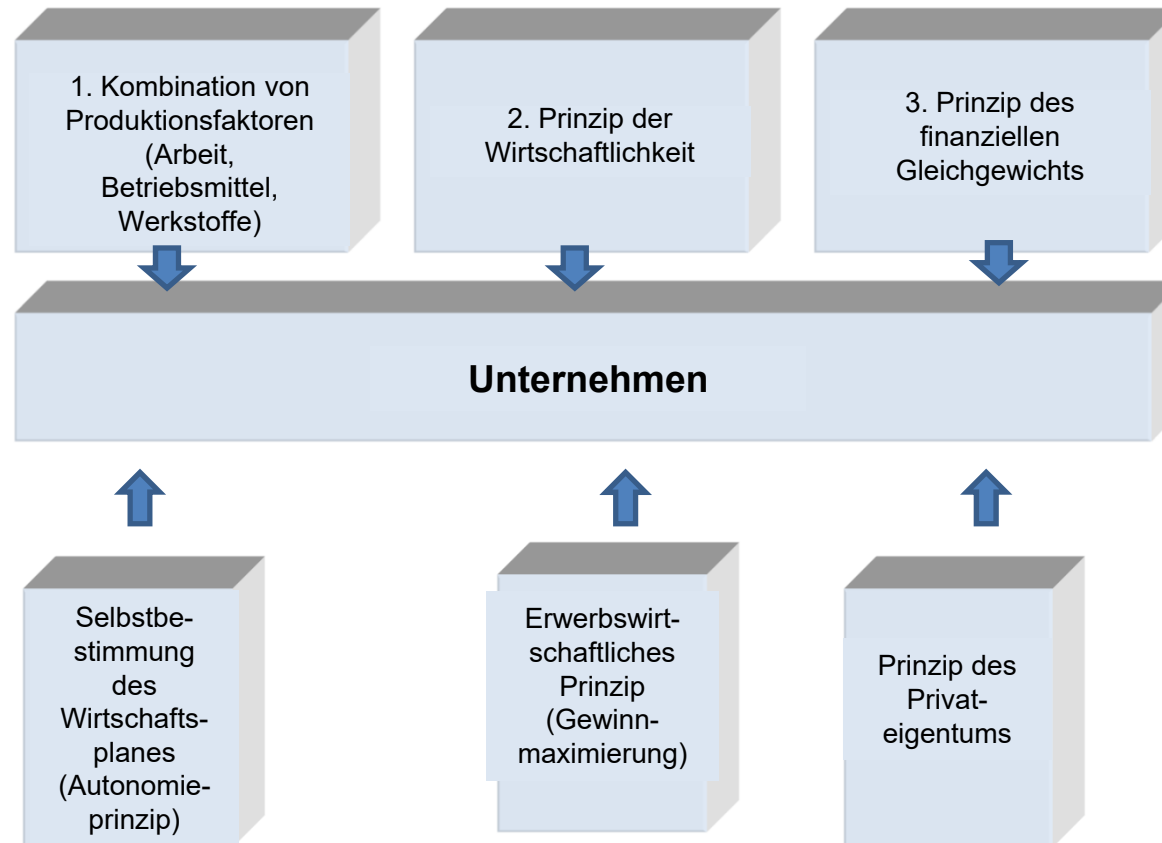 1. Kombination von
Produktionsfaktoren
(Arbeit,
Betriebsmittel,
Werkstoffe)
2. Prinzip der
Wirtschaftlichkeit
3. Prinzip des
finanziellen
Gleichgewichts
Unternehmen
Selbstbe-
stimmung
des
Wirtschafts-
planes
(Autonomie-
prinzip)
Erwerbswirt-
schaftliches
Prinzip
(Gewinn-
maximierung)
Prinzip des
Privat-
eigentums